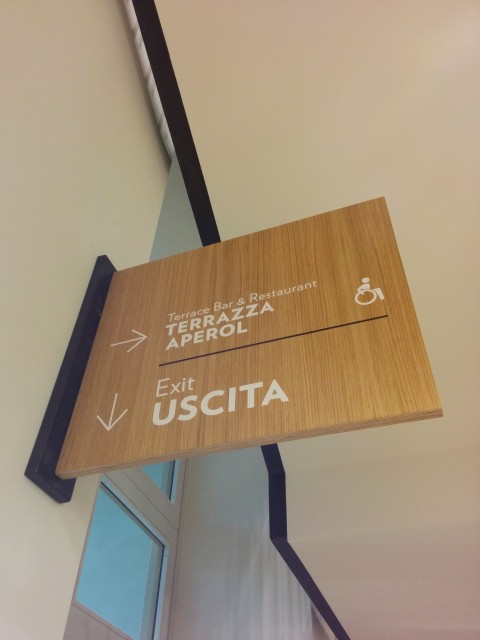 Terrace Bar & Restaurant
TERRAZZA
APEROL
Exit
USCITA